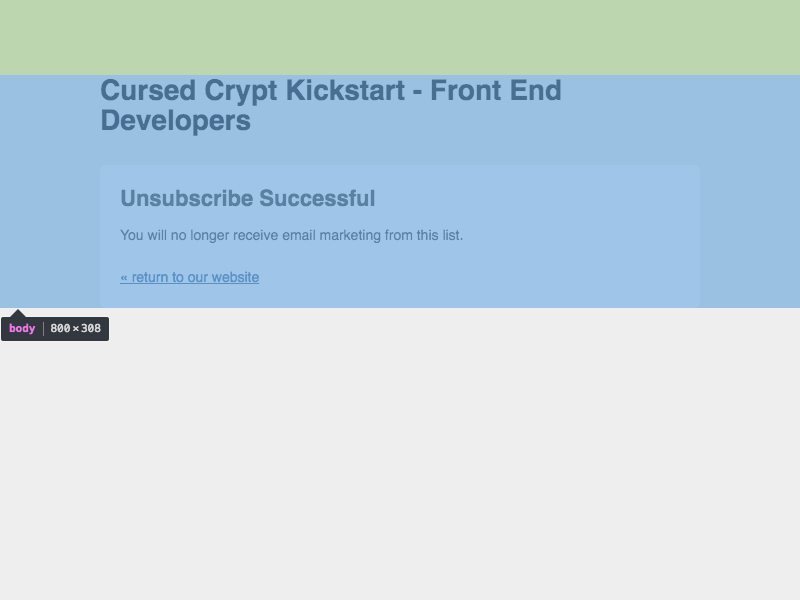 Cursed Crypt Kickstart - Front End
Developers
Unsubscribe Successful
You will no longer receive email marketing from this list.
« return to our website
body 800×308